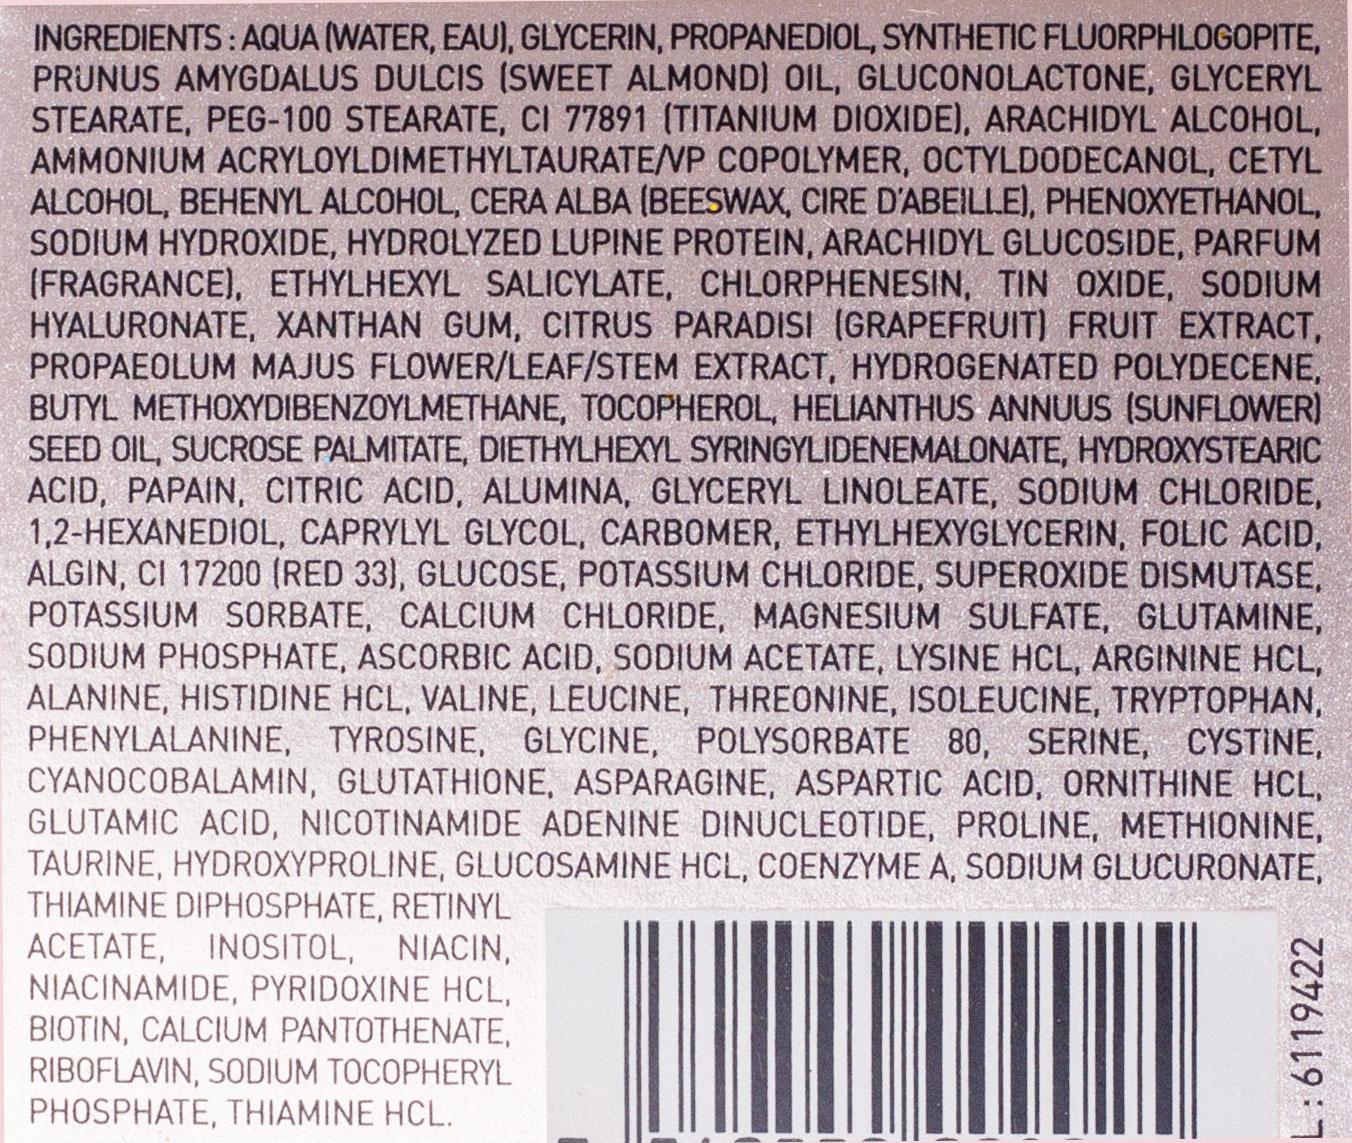 INGREDIENTS : AQUA (WATER, EAU), GLYCERIN, PROPANEDIOL, SYNTHETIC FLUORPHLOGOPITE,
PRUNUS AMYGDALUS DULCIS (SWEET ALMOND) OIL, GLUCONOLACTONE, GLYCERYL
STEARATE, PEG-100 STEARATE, CI 77891 (TITANIUM DIOXIDE), ARACHIDYL ALCOHOL,
AMMONIUM ACRYLOYLDIMETHYLTAURATE/VP COPOLYMER, OCTYLDODECANOL, CETYL
ALCOHOL, BEHENYL ALCOHOL, CERA ALBA (BEESWAX, CIRE D'ABEILLE), PHENOXYETHANOL,
SODIUM HYDROXIDE, HYDROLYZED LUPINE PROTEIN, ARACHIDYL GLUCOSIDE, PARFUM
(FRAGRANCE), ETHYLHEXYL SALICYLATE, CHLORPHENESIN, TIN OXIDE, SODIUM
HYALURONATE, XANTHAN GUM, CITRUS PARADISI (GRAPEFRUIT) FRUIT EXTRACT,
PROPAEOLUM MAJUS FLOWER/LEAF/STEM EXTRACT, HYDROGENATED POLYDECENE,
BUTYL METHOXYDIBENZOYLMETHANE, TOCOPHEROL, HELIANTHUS ANNUUS (SUNFLOWER)
SEED OIL, SUCROSE PALMITATE, DIETHYLHEXYL SYRINGYLIDENEMALONATE, HYDROXYSTEARIC
ACID, PAPAIN, CITRIC ACID, ALUMINA, GLYCERYL LINOLEATE, SODIUM CHLORIDE,
1,2-HEXANEDIOL, CAPRYLYL GLYCOL, CARBOMER, ETHYLHEXYGLYCERIN, FOLIC ACID,
ALGIN, CI 17200 (RED 33), GLUCOSE, POTASSIUM CHLORIDE, SUPEROXIDE DISMUTASE,
POTASSIUM SORBATE, CALCIUM CHLORIDE, MAGNESIUM SULFATE, GLUTAMINE,
SODIUM PHOSPHATE, ASCORBIC ACID, SODIUM ACETATE, LYSINE HCL, ARGININE HCL,
ALANINE, HISTIDINE HCL, VALINE, LEUCINE, THREONINE, ISOLEUCINE, TRYPTOPHAN,
PHENYLALANINE, TYROSINE, GLYCINE, POLYSORBATE 80, SERINE, CYSTINE,
CYANOCOBALAMIN, GLUTATHIONE, ASPARAGINE, ASPARTIC ACID, ORNITHINE HCL,
GLUTAMIC ACID, NICOTINAMIDE ADENINE DINUCLEOTIDE, PROLINE, METHIONINE,
TAURINE, HYDROXYPROLINE, GLUCOSAMINE HCL, COENZYME A, SODIUM GLUCURONATE,
THIAMINE DIPHOSPHATE, RETINYL
ACETATE, INOSITOL, NIACIN,
NIACINAMIDE, PYRIDOXINE HCL,
BIOTIN, CALCIUM PANTOTHENATE,
RIBOFLAVIN, SODIUM TOCOPHERYL
PHOSPHATE, THIAMINE HCL.
L : 6119422